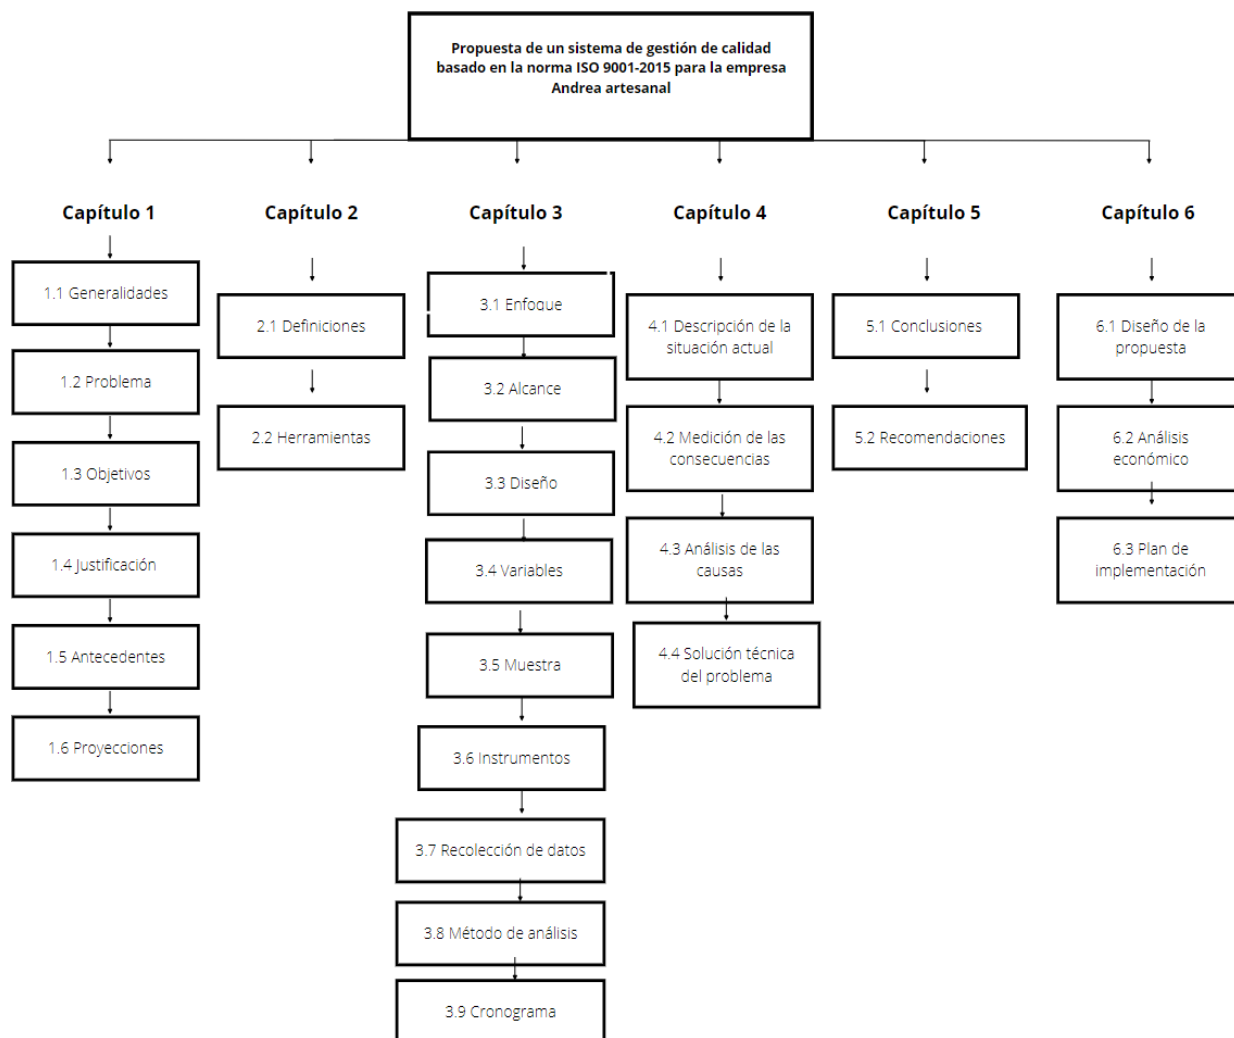 Propuesta de un sistema de gestión de calidad
basado en la norma ISO 9001-2015 para la empresa
Andrea artesanal
Capítulo 1
1.1 Generalidades
1.2 Problema
1.3 Objetivos
1.4 Justificación
1.5 Antecedentes
1.6 Proyecciones
Capítulo 2
2.1 Definiciones
2.2 Herramientas
Capítulo 3
3.1 Enfoque
3.2 Alcance
3.3 Diseño
3.4 Variables
3.5 Muestra
3.6 Instrumentos
3.7 Recolección de datos
3.8 Método de análisis
3.9 Cronograma
Capítulo 4
4.1 Descripción de la
situación actual
4.2 Medición de las
consecuencias
4.3 Análisis de las
causas
4.4 Solución técnica
del problema
Capítulo 5
5.1 Conclusiones
5.2 Recomendaciones
Capítulo 6
6.1 Diseño de la
propuesta
6.2 Análisis
económico
6.3 Plan de
implementación